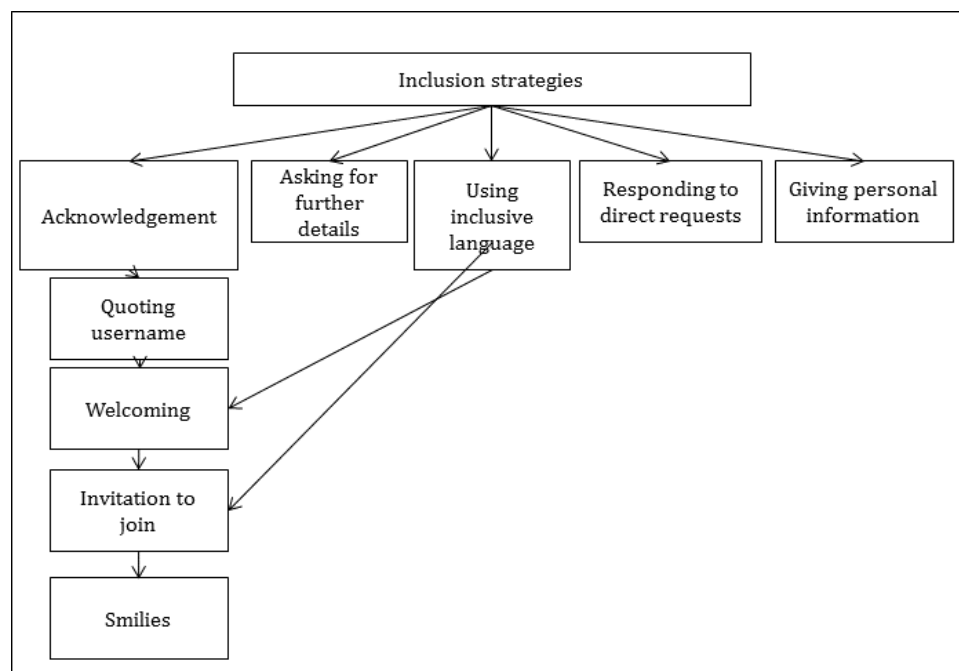 Inclusion strategies
Acknowledgement
Asking for
further
details
Using
inclusive
language
Responding to
direct requests
Giving personal
information
Quoting
username
Welcoming
Invitation to
join
Smilies